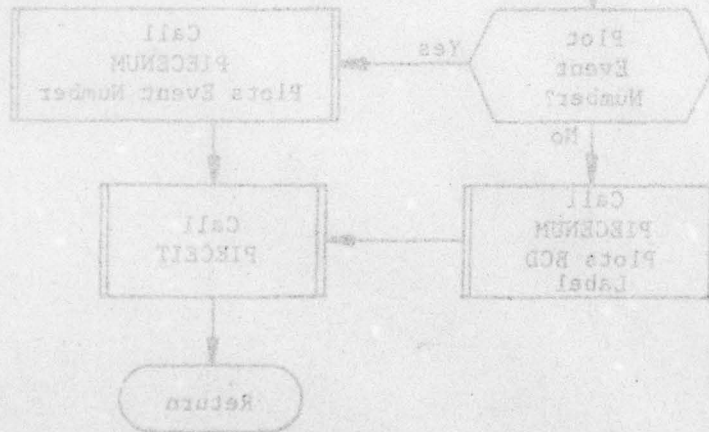 Plot
Event
Number?
Yes
Call
PIECENUM
Plots Event Number
No
Call
PIECENUM
Plots BCD
Label
Call
PIECEIT
Return